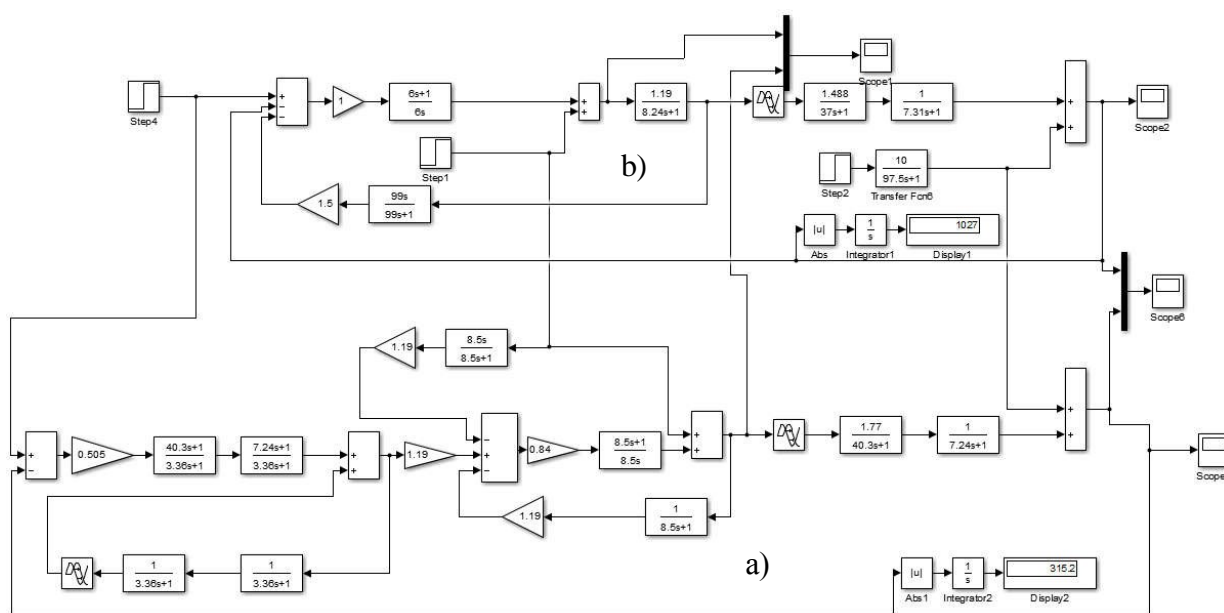 Scope1
Step4
1
6s+1
6s
1.19
8.24s+1
1.488
37s+1
1
7.31s+1
Scope2
Step1
b)
Step2
10
97.5s+1
Transfer Fcn6
1.5
99s
99s+1
|u|
Abs
1
s
Integrator1
1027
Display1
Scope6
1.19
8.5s
8.5s+1
0.505
40.3s+1
3.36s+1
7.24s+1
3.36s+1
1.19
0.84
8.5s+1
8.5s
1.77
40.3s+1
1
7.24s+1
1.19
1
8.5s+1
1
3.36s+1
1
3.36s+1
a)
|u|
Abs1
1
s
Integrator2
315.2
Display2